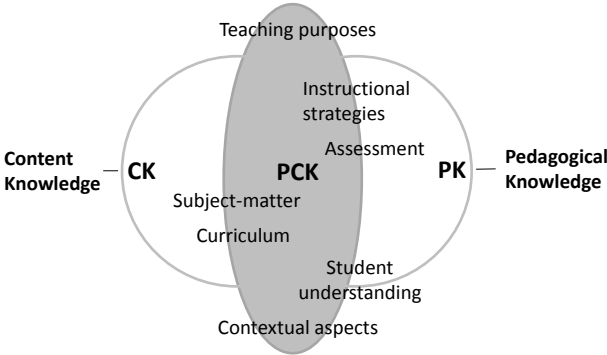 Teaching purposes
Instructional
strategies
Assessment
Content
Knowledge
CK
PCK
PK
Pedagogical
Knowledge
Subject-matter
Curriculum
Student
understanding
Contextual aspects